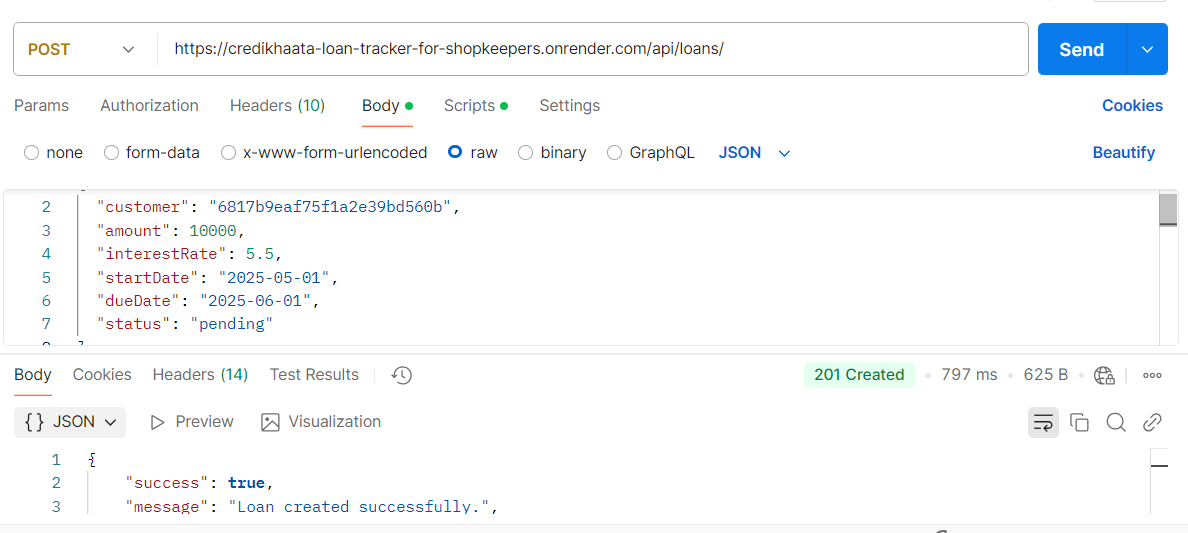 POST https://credikhaata-loan-tracker-for-shopkeepers.onrender.com/api/loans/ Send
Params Authorization Headers (10) Body Scripts Settings Cookies
none form-data x-www-form-urlencoded raw binary GraphQL JSON Beautify
2 "customer": "6817b9eaf75f1a2e39bd560b",
3 "amount": 10000,
4 "interestRate": 5.5,
5 "startDate": "2025-05-01",
6 "dueDate": "2025-06-01",
7 "status": "pending"
Body Cookies Headers (14) Test Results 201 Created 797 ms 625 B
{} JSON Preview Visualization
1 {
2 "success": true,
3 "message": "Loan created successfully.",